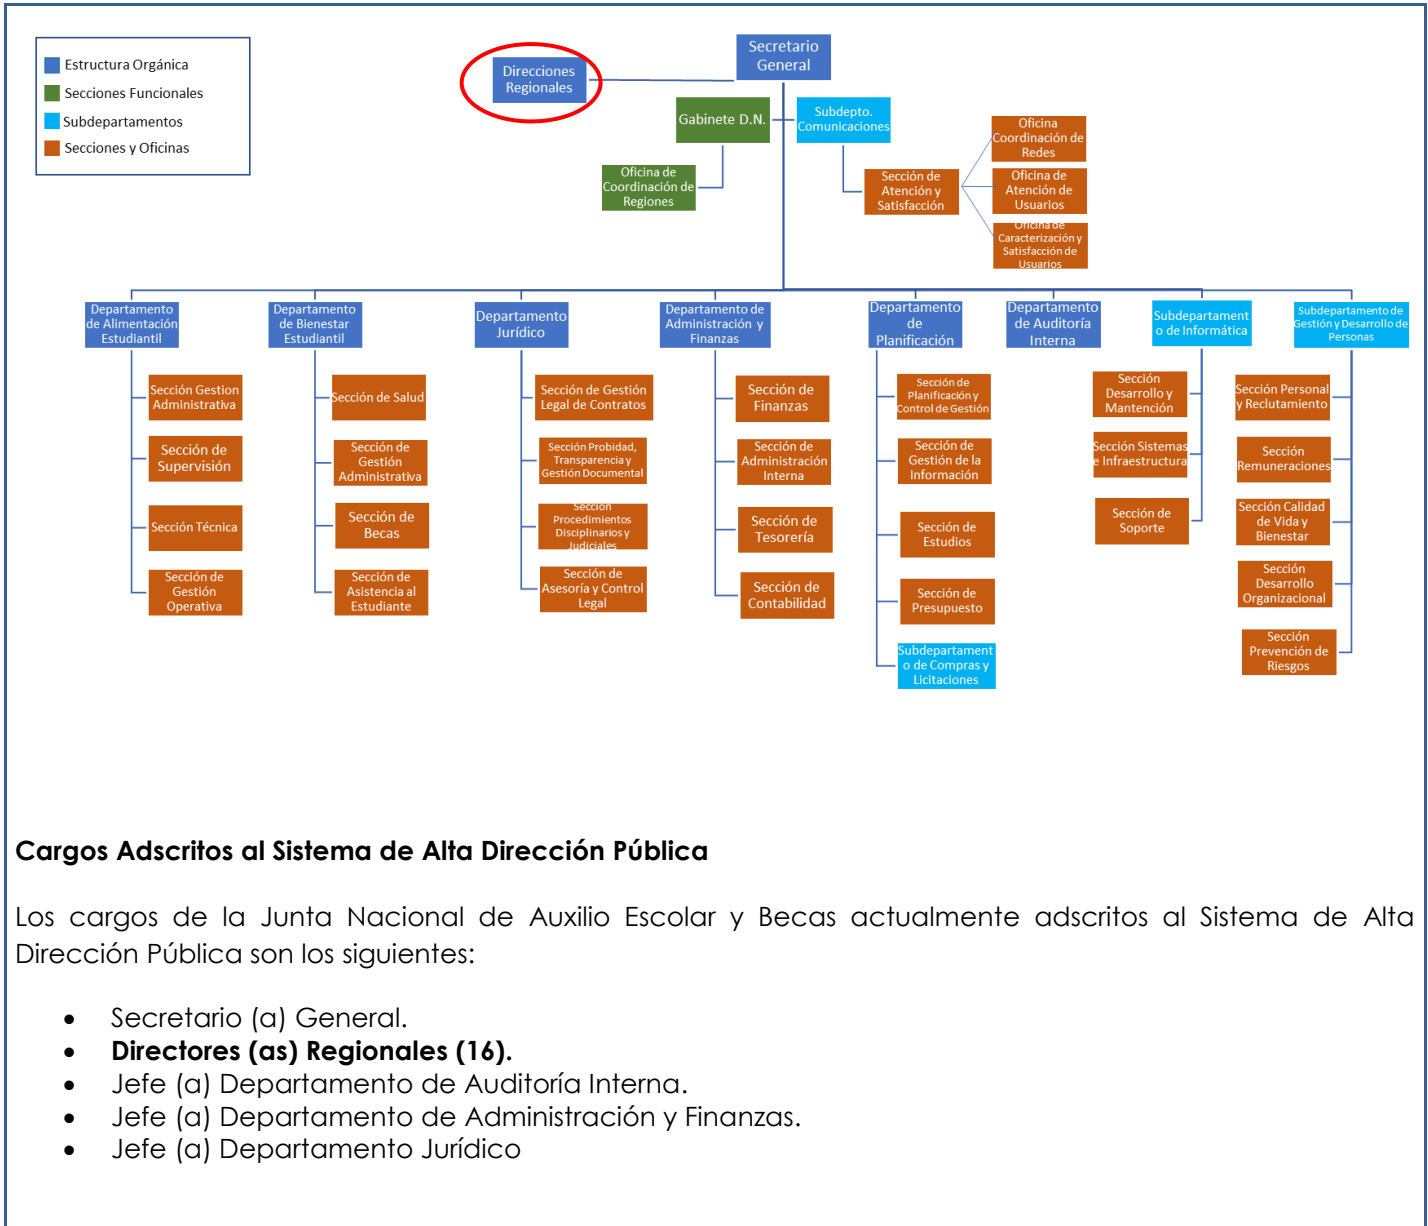 Estructura Orgánica
Secciones Funcionales
Subdepartamentos
Secciones y Oficinas
Secretario
General
Direcciones
Regionales
Gabinete D.N.
Subdepto.
Comunicaciones
Oficina de
Coordinación de
Regiones
Sección de
Atención y
Satisfacción
Oficina
Coordinación de
Redes
Oficina de
Atención de
Usuarios
Oficina de
Caracterización y
Satisfacción de
Usuarios
Departamento
de Alimentación
Estudiantil
Departamento
de Bienestar
Estudiantil
Departamento
Jurídico
Departamento de
Administración y
Finanzas
Departamento
de
Planificación
Departamento
de Auditoría
Interna
Subdepartament
o de Informática
Subdepartamento de
Gestión y Desarrollo de
Personas
Sección Gestion
Administrativa
Sección de
Supervisión
Sección Técnica
Sección de
Gestión
Operativa
Sección de Salud
Sección de
Gestión
Administrativa
Sección de
Becas
Sección de
Asistencia al
Estudiante
Sección de Gestión
Legal de Contratos
Sección Probidad,
Transparencia y
Gestión Documental
Sección
Procedimientos
Disciplinarios y
Judiciales
Sección de
Asesoría y Control
Legal
Sección de
Finanzas
Sección de
Administración
Interna
Sección de
Tesorería
Sección de
Contabilidad
Sección de
Planificación y
Control de Gestión
Sección de
Gestión de la
Información
Sección de
Estudios
Sección de
Presupuesto
Subdepartament
o de Compras y
Licitaciones
Sección
Desarrollo y
Mantención
Sección Sistemas
e Infraestructura
Sección de
Soporte
Sección Personal
y Reclutamiento
Sección
Remuneraciones
Sección Calidad
de Vida y
Bienestar
Sección
Desarrollo
Organizacional
Sección
Prevención de
Riesgos
Cargos Adscritos al Sistema de Alta Dirección Pública
Los cargos de la Junta Nacional de Auxilio Escolar y Becas actualmente adscritos al Sistema de Alta
Dirección Pública son los siguientes:
• Secretario (a) General.
• Directores (as) Regionales (16).
• Jefe (a) Departamento de Auditoría Interna.
• Jefe (a) Departamento de Administración y Finanzas.
• Jefe (a) Departamento Jurídico